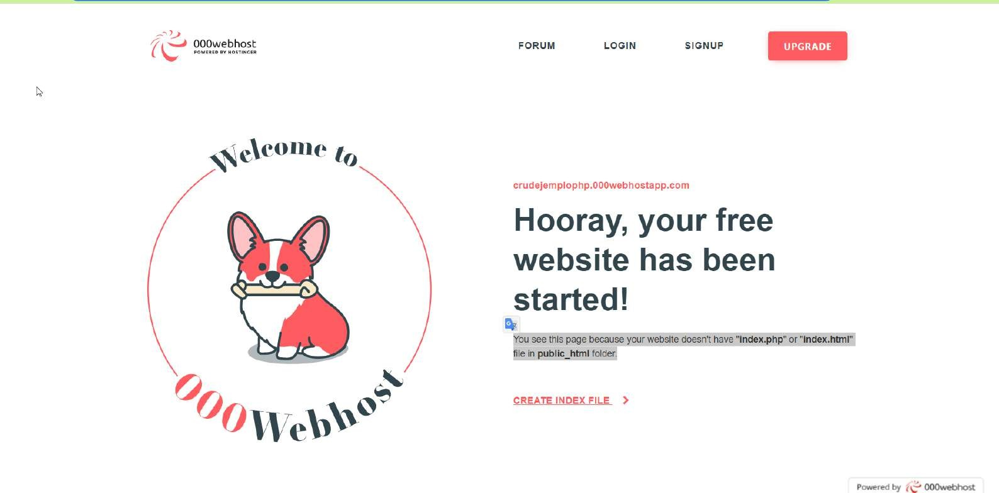 000webhost
POWERED BY HOSTINGER
FORUM
LOGIN
SIGNUP
UPGRADE
Welcome to
000Webhost
crudejemplophp.000webhostapp.com
Hooray, your free
website has been
started!
You see this page because your website doesn't have "index.php" or "index.html"
file in public_html folder.
CREATE INDEX FILE
Powered by 000webhost